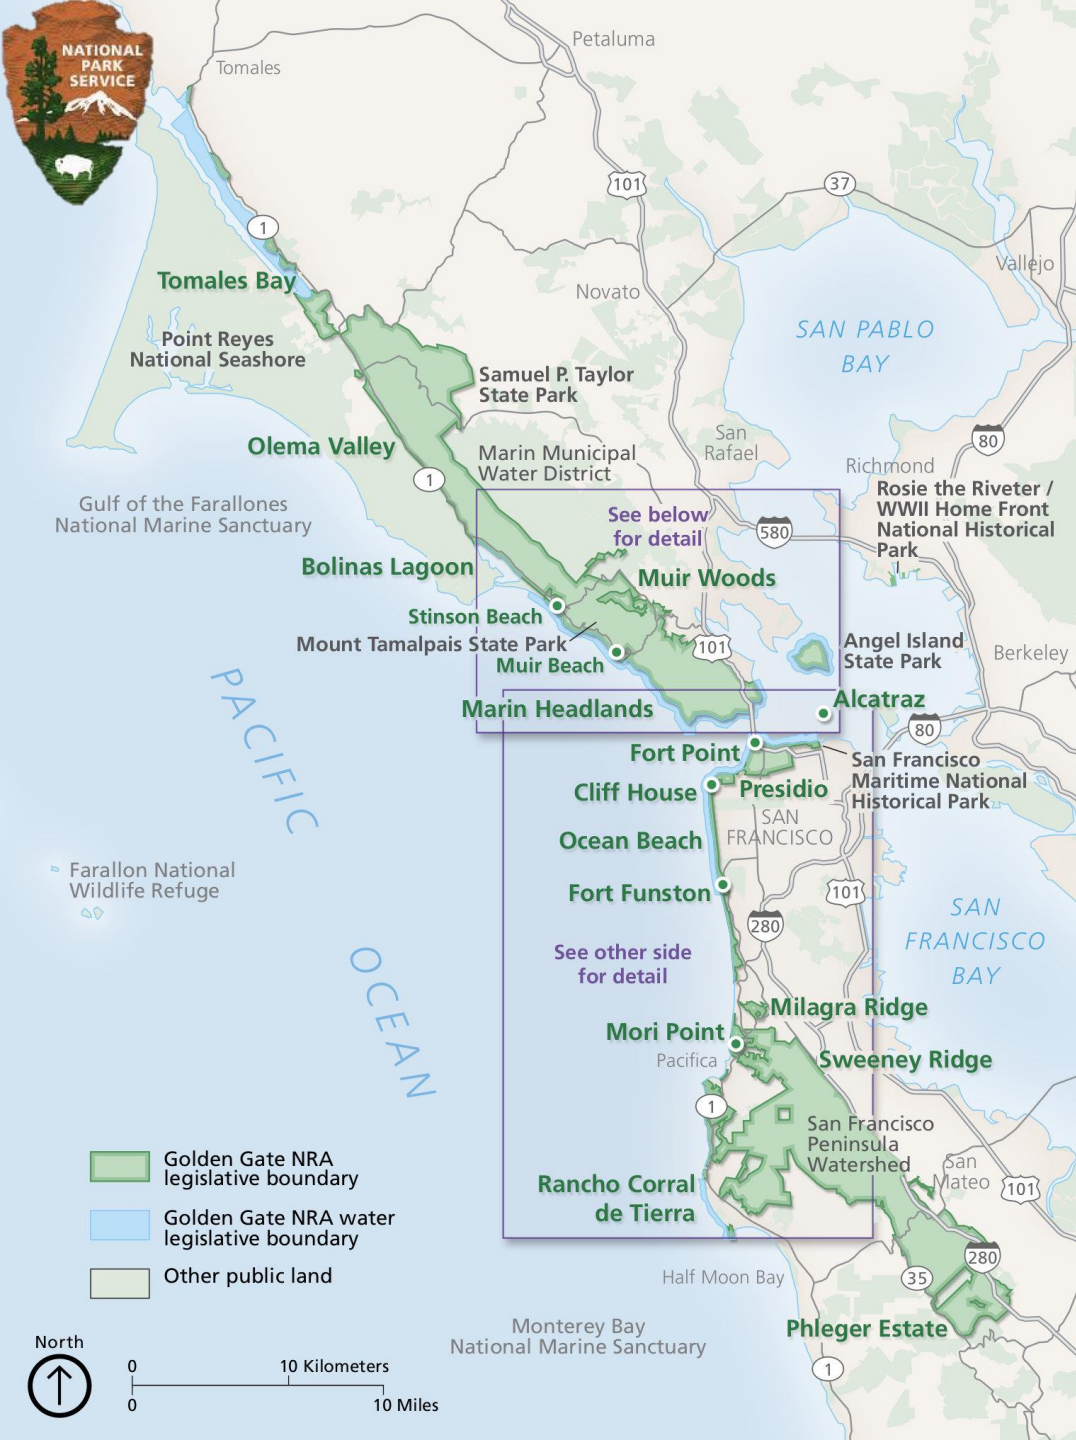 NATIONAL
PARK
SERVICE
Tomales
Petaluma
101
37
1
Vallejo
Tomales Bay
Novato
SAN PABLO
BAY
Point Reyes
National Seashore
Samuel P. Taylor
State Park
Olema Valley
San
Rafael
80
Marin Municipal
Water District
1
Richmond
Rosie the Riveter /
WWII Home Front
National Historical
Park
Gulf of the Farallones
National Marine Sanctuary
See below
for detail
580
Bolinas Lagoon
Muir Woods
Stinson Beach
Mount Tamalpais State Park
Muir Beach
101
Angel Island
State Park
Berkeley
Marin Headlands
Alcatraz
80
PACIFIC
OCEAN
Fort Point
San Francisco
Maritime National
Historical Park
Cliff House
Presidio
SAN
FRANCISCO
Ocean Beach
Farallon National
Wildlife Refuge
Fort Funston
101
280
SAN
FRANCISCO
BAY
See other side
for detail
Milagra Ridge
Mori Point
Pacifica
Sweeney Ridge
1
San Francisco
Peninsula
Watershed
San
Mateo
101
Rancho Corral
de Tierra
280
35
Half Moon Bay
Phleger Estate
Monterey Bay
National Marine Sanctuary
1
Golden Gate NRA
legislative boundary
Golden Gate NRA water
legislative boundary
Other public land
North
0
10 Kilometers
0
10 Miles